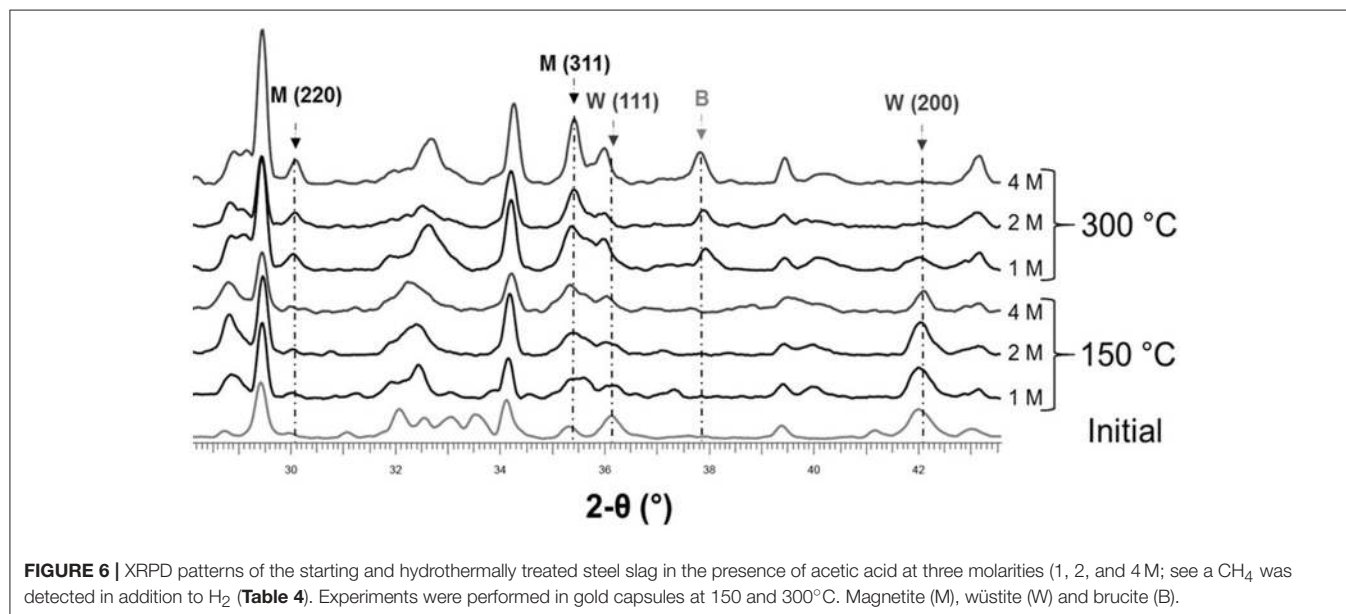 M (220)
M (311)
W (111)
B
W (200)
4 M
2 M
1 M
300 °C
4 M
2 M
1 M
150 °C
Initial
30 32 34 36 38 40 42
2-θ (°)
FIGURE 6 | XRPD patterns of the starting and hydrothermally treated steel slag in the presence of acetic acid at three molarities (1, 2, and 4 M; see a CH₄ was
detected in addition to H₂ (Table 4). Experiments were performed in gold capsules at 150 and 300°C. Magnetite (M), wüstite (W) and brucite (B).